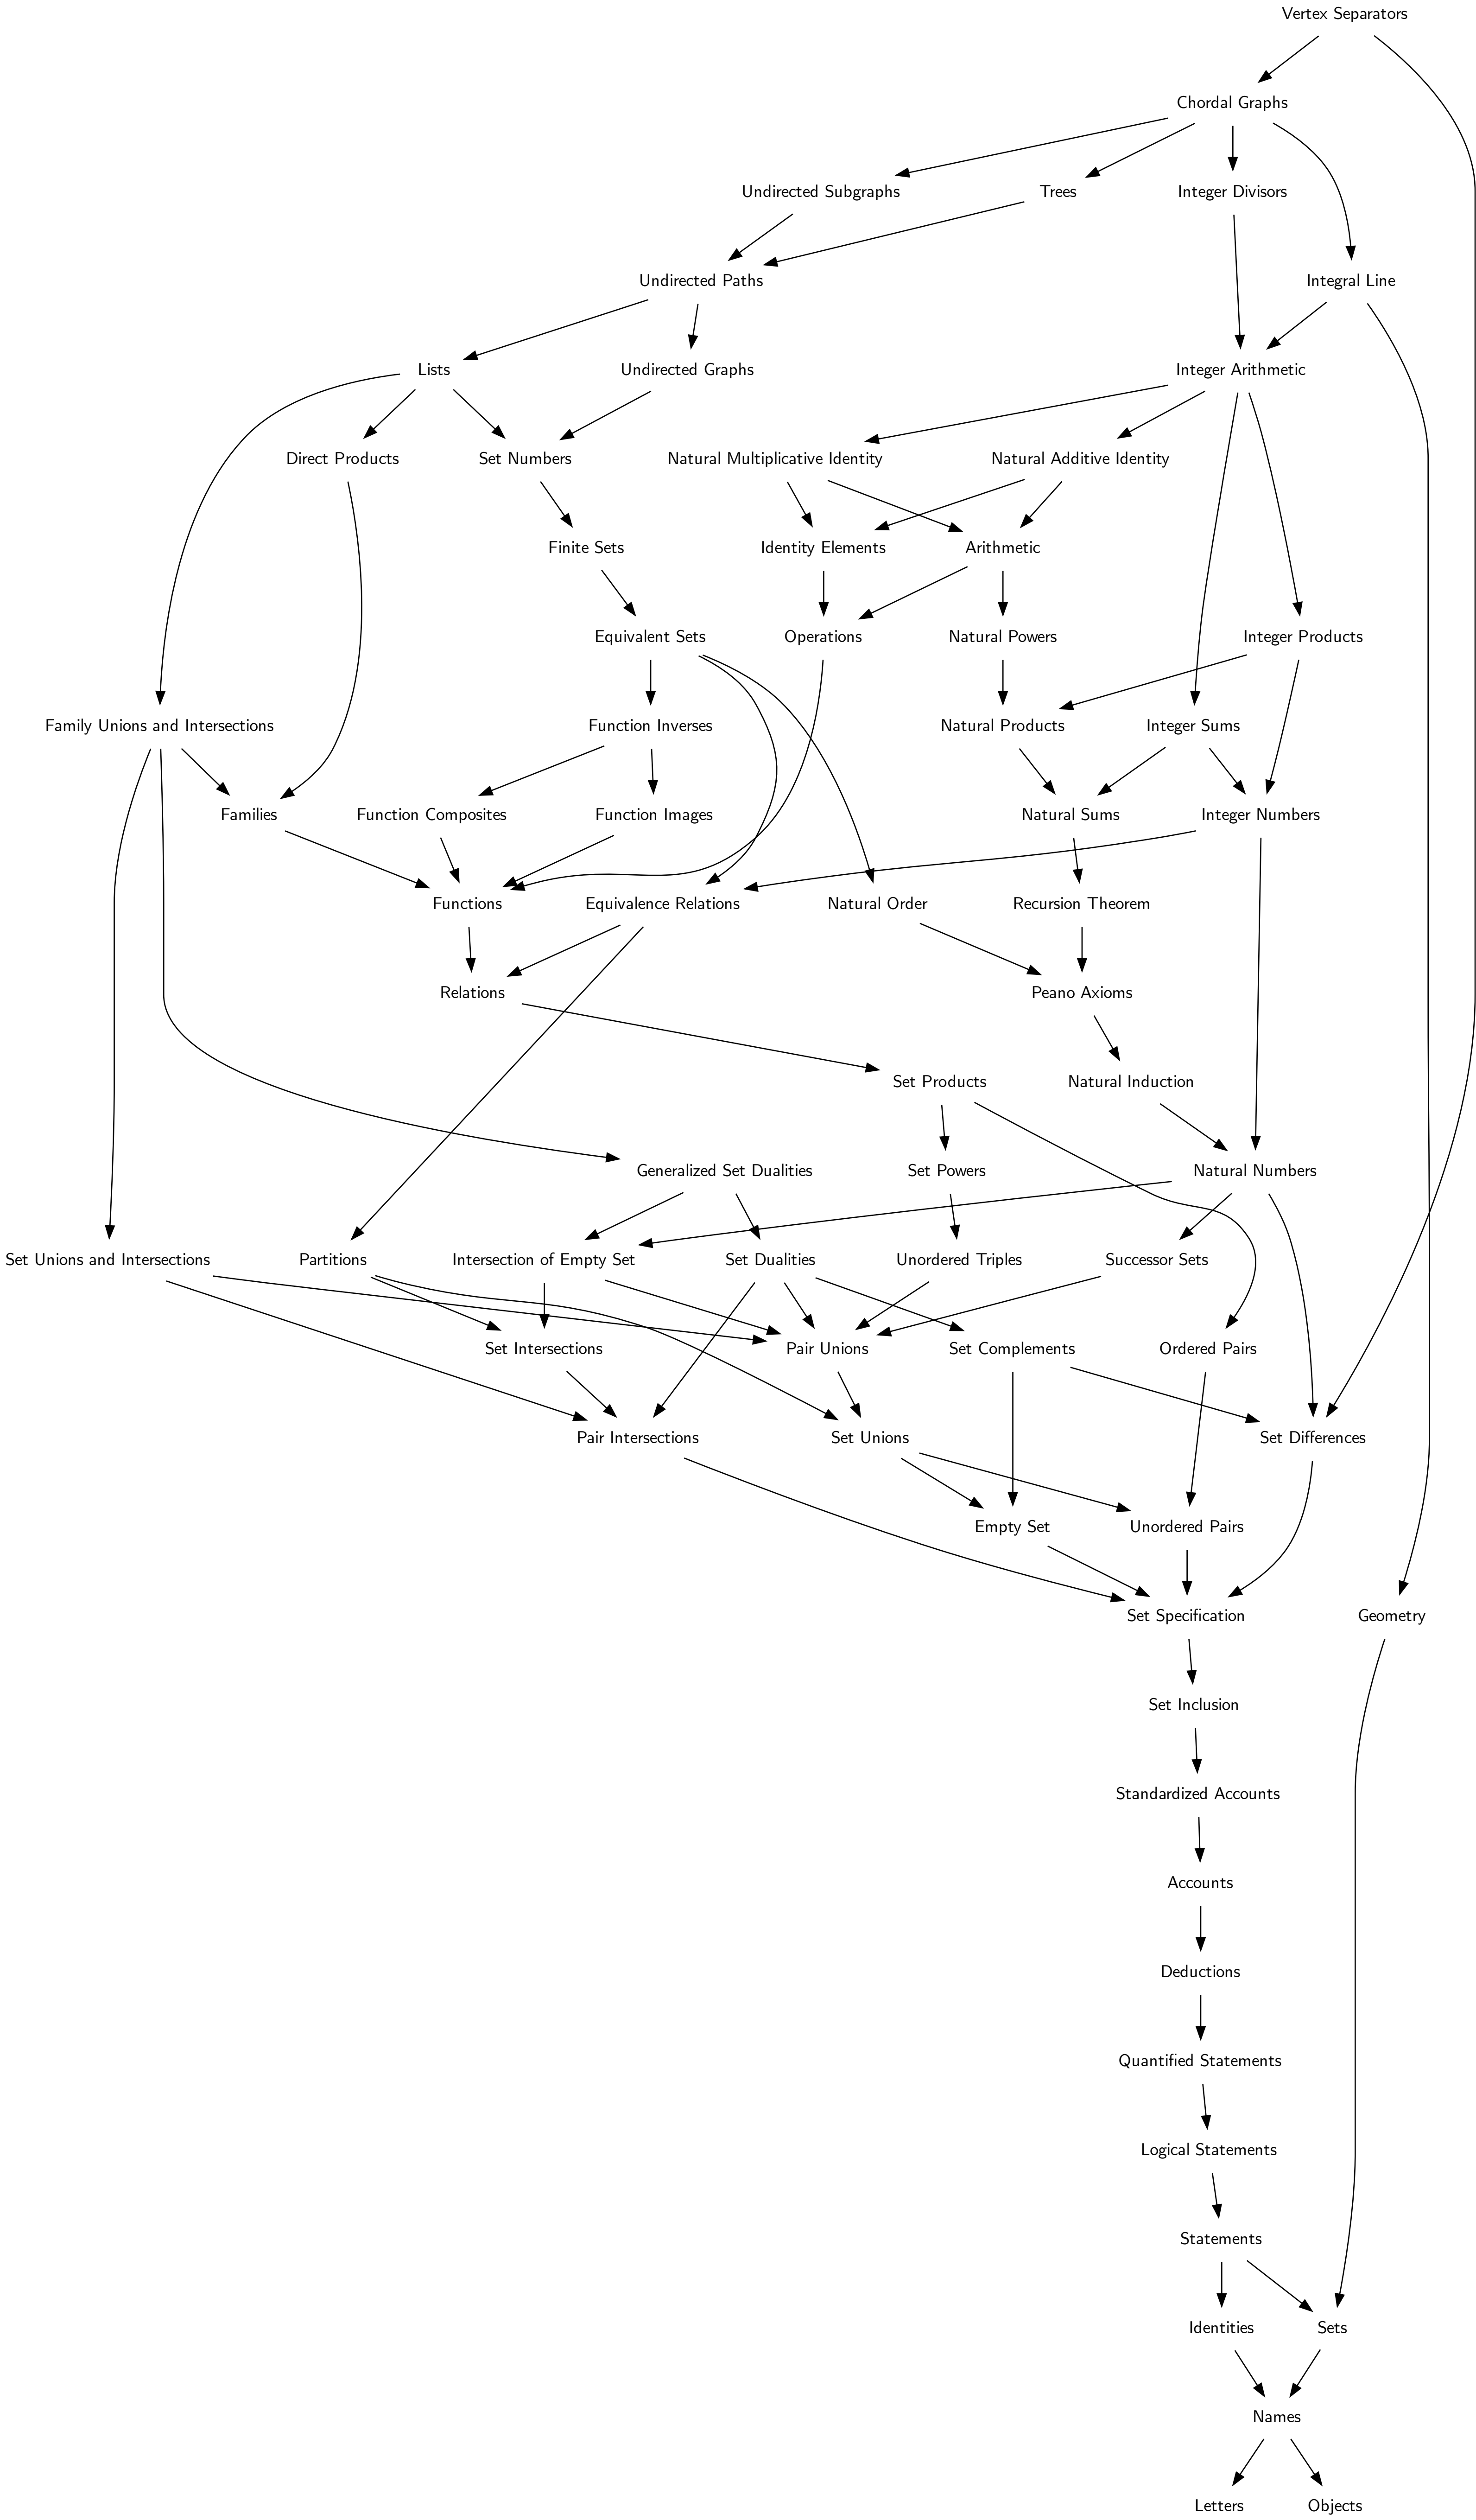 Vertex Separators
Chordal Graphs
Undirected Subgraphs
Trees
Integer Divisors
Undirected Paths
Integral Line
Lists
Undirected Graphs
Integer Arithmetic
Direct Products
Set Numbers
Natural Multiplicative Identity
Natural Additive Identity
Finite Sets
Identity Elements
Arithmetic
Equivalent Sets
Operations
Natural Powers
Integer Products
Family Unions and Intersections
Function Inverses
Natural Products
Integer Sums
Families
Function Composites
Function Images
Natural Sums
Integer Numbers
Functions
Equivalence Relations
Natural Order
Recursion Theorem
Relations
Peano Axioms
Set Products
Natural Induction
Generalized Set Dualities
Set Powers
Natural Numbers
Set Unions and Intersections
Partitions
Intersection of Empty Set
Set Dualities
Unordered Triples
Successor Sets
Set Intersections
Pair Unions
Set Complements
Ordered Pairs
Pair Intersections
Set Unions
Set Differences
Empty Set
Unordered Pairs
Set Specification
Geometry
Set Inclusion
Standardized Accounts
Accounts
Deductions
Quantified Statements
Logical Statements
Statements
Identities
Sets
Names
Letters
Objects